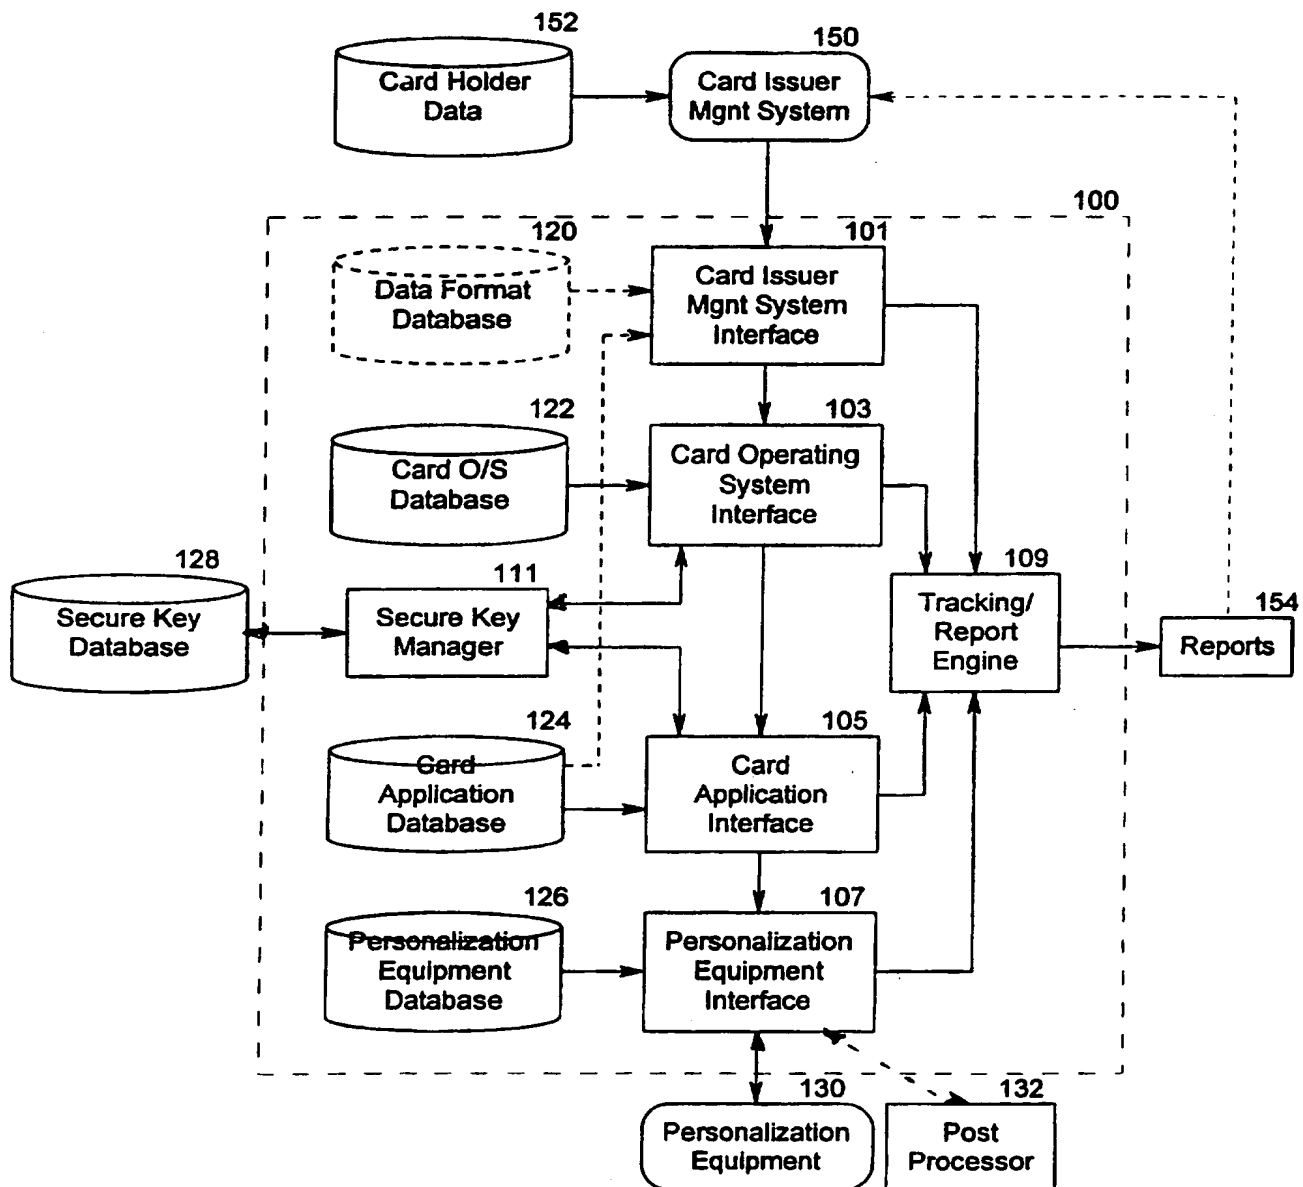 152
Card Holder
Data
150
Card Issuer
Mgnt System
100
120
Data Format
Database
101
Card Issuer
Mgnt System
Interface
122
Card O/S
Database
103
Card Operating
System
Interface
128
Secure Key
Database
111
Secure Key
Manager
109
Tracking/
Report
Engine
154
Reports
124
Card
Application
Database
105
Card
Application
Interface
126
Personalization
Equipment
Database
107
Personalization
Equipment
Interface
130
Personalization
Equipment
132
Post
Processor